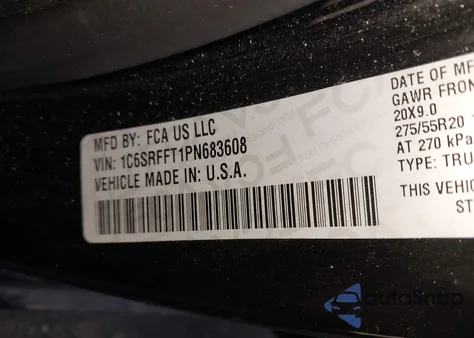 MFD BY: FCA US LLC
VIN: 1C6SRFFT1PN683608
VEHICLE MADE IN: U.S.A.
DATE OF MF
GAWR FRON
20X9.0
275/55R20
AT 270 kPa
TYPE: TRU
THIS VEHIC
ST
AutoSnap